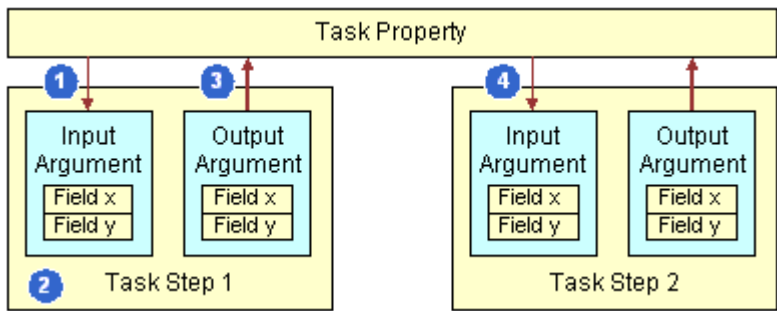 Task Property
1
3
4
Input
Argument
Field x
Field y
Output
Argument
Field x
Field y
2
Task Step 1
Input
Argument
Field x
Field y
Output
Argument
Field x
Field y
Task Step 2